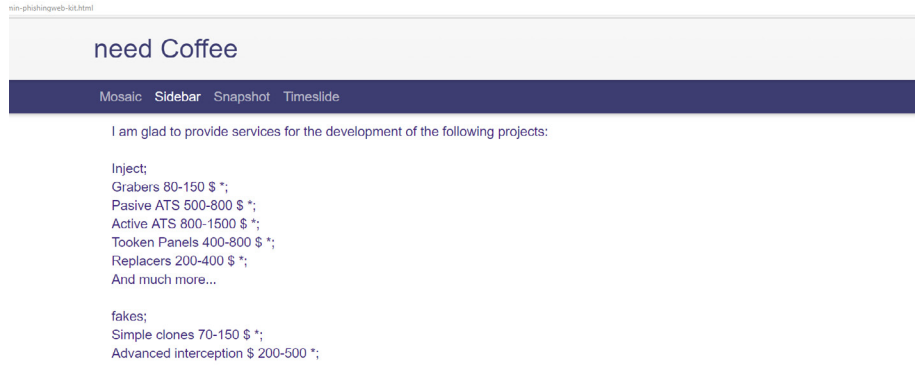 min-phishingweb-kit.html
need Coffee
Mosaic Sidebar Snapshot Timeslide
I am glad to provide services for the development of the following projects:
Inject;
Grabers 80-150 $ *;
Pasive ATS 500-800 $ *;
Active ATS 800-1500 $ *;
Tooken Panels 400-800 $ *;
Replacers 200-400 $ *;
And much more...
fakes;
Simple clones 70-150 $ *;
Advanced interception $ 200-500 *;